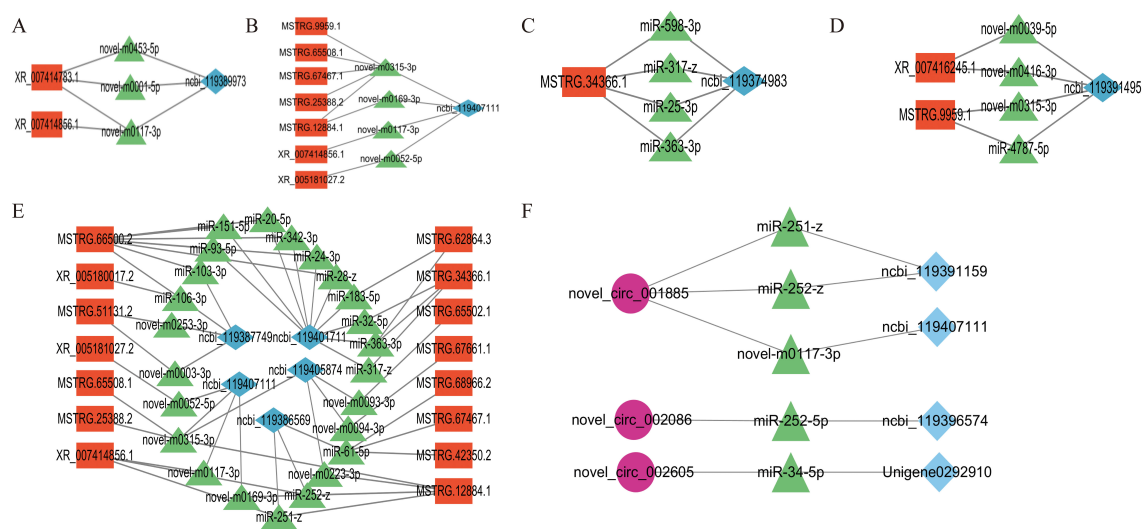 A
novel-m0453-5p
XR_007414783.1
novel-m0001-5p
ncbi_119389973
XR_007414856.1
novel-m0117-3p
B
MSTRG.9959.1
MSTRG.65508.1
novel-m0315-3p
MSTRG.67467.1
MSTRG.25388.2
novel-m0169-3p
ncbi_119407111
MSTRG.12884.1
novel-m0117-3p
XR_007414856.1
novel-m0052-5p
XR_005181027.2
C
miR-598-3p
miR-317-z
MSTRG.34366.1
ncbi_119374983
miR-25-3p
miR-363-3p
D
novel-m0039-5p
XR_007416245.1
novel-m0416-3p
ncbi_119391495
novel-m0315-3p
MSTRG.9959.1
miR-4787-5p
E
miR-20-5p
miR-151-5p
MSTRG.66500.2
miR-342-3p
MSTRG.62864.3
miR-93-5p
miR-24-3p
XR_005180017.2
miR-103-3p
miR-28-z
MSTRG.34366.1
miR-106-3p
miR-183-5p
MSTRG.51131.2
novel-m0253-3p
miR-32-5p
MSTRG.65502.1
ncbi_119387749
ncbi_119401711
miR-363-3p
XR_005181027.2
MSTRG.67661.1
novel-m0003-3p
ncbi_119405874
miR-317-z
MSTRG.65508.1
ncbi_119407111
MSTRG.68966.2
novel-m0052-5p
novel-m0093-3p
MSTRG.25388.2
ncbi_119386569
MSTRG.67467.1
novel-m0315-3p
novel-m0094-3p
XR_007414856.1
miR-61-5p
MSTRG.42350.2
novel-m0117-3p
novel-m0223-3p
MSTRG.12884.1
novel-m0169-3p
miR-252-z
miR-251-z
F
miR-251-z
novel_circ_001885
miR-252-z
ncbi_119391159
ncbi_119407111
novel-m0117-3p
novel_circ_002086
miR-252-5p
ncbi_119396574
novel_circ_002605
miR-34-5p
Unigene0292910